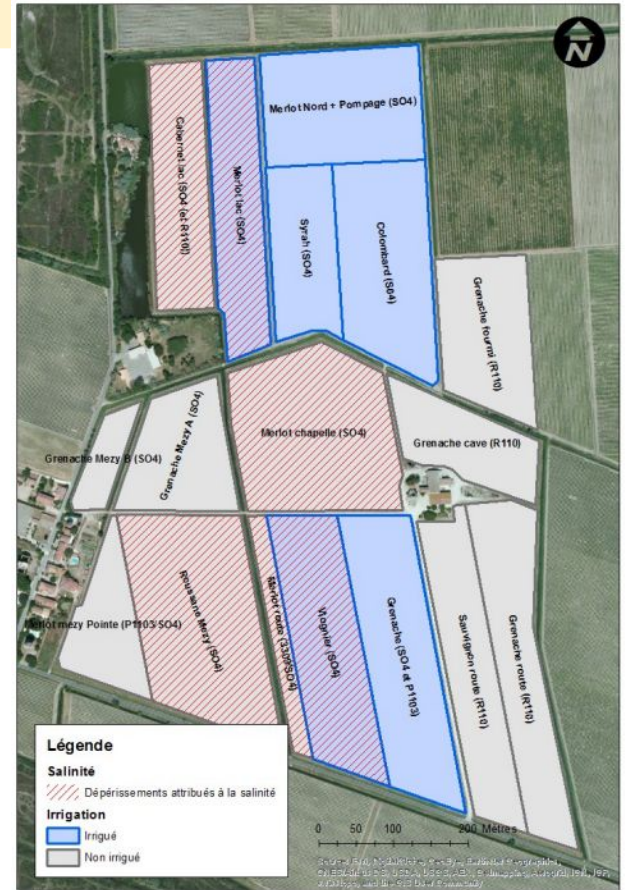 N
Merlot Nord + Pompage (SO4)
Cabernet lac (SO4 (et R110))
Merlot lac (SO4)
Syrah (SO4)
Colombard (SO4)
Grenache fourmi (R110)
Merlot chapelle (SO4)
Grenache Mezy A (SO4)
Grenache Mezy B (SO4)
Grenache cave (R110)
Merlot mezy Pointe (P1103/SO4)
Roussane Mezy (SO4)
Merlot route (3309/SO4)
Viognier (SO4)
Grenache (SO4 et P1103)
Sauvignon route (R110)
Grenache route (R110)
Légende
Salinité
Dépérissements attribués à la salinité
Irrigation
Irrigué
Non irrigué
0 50 100 200 Mètres